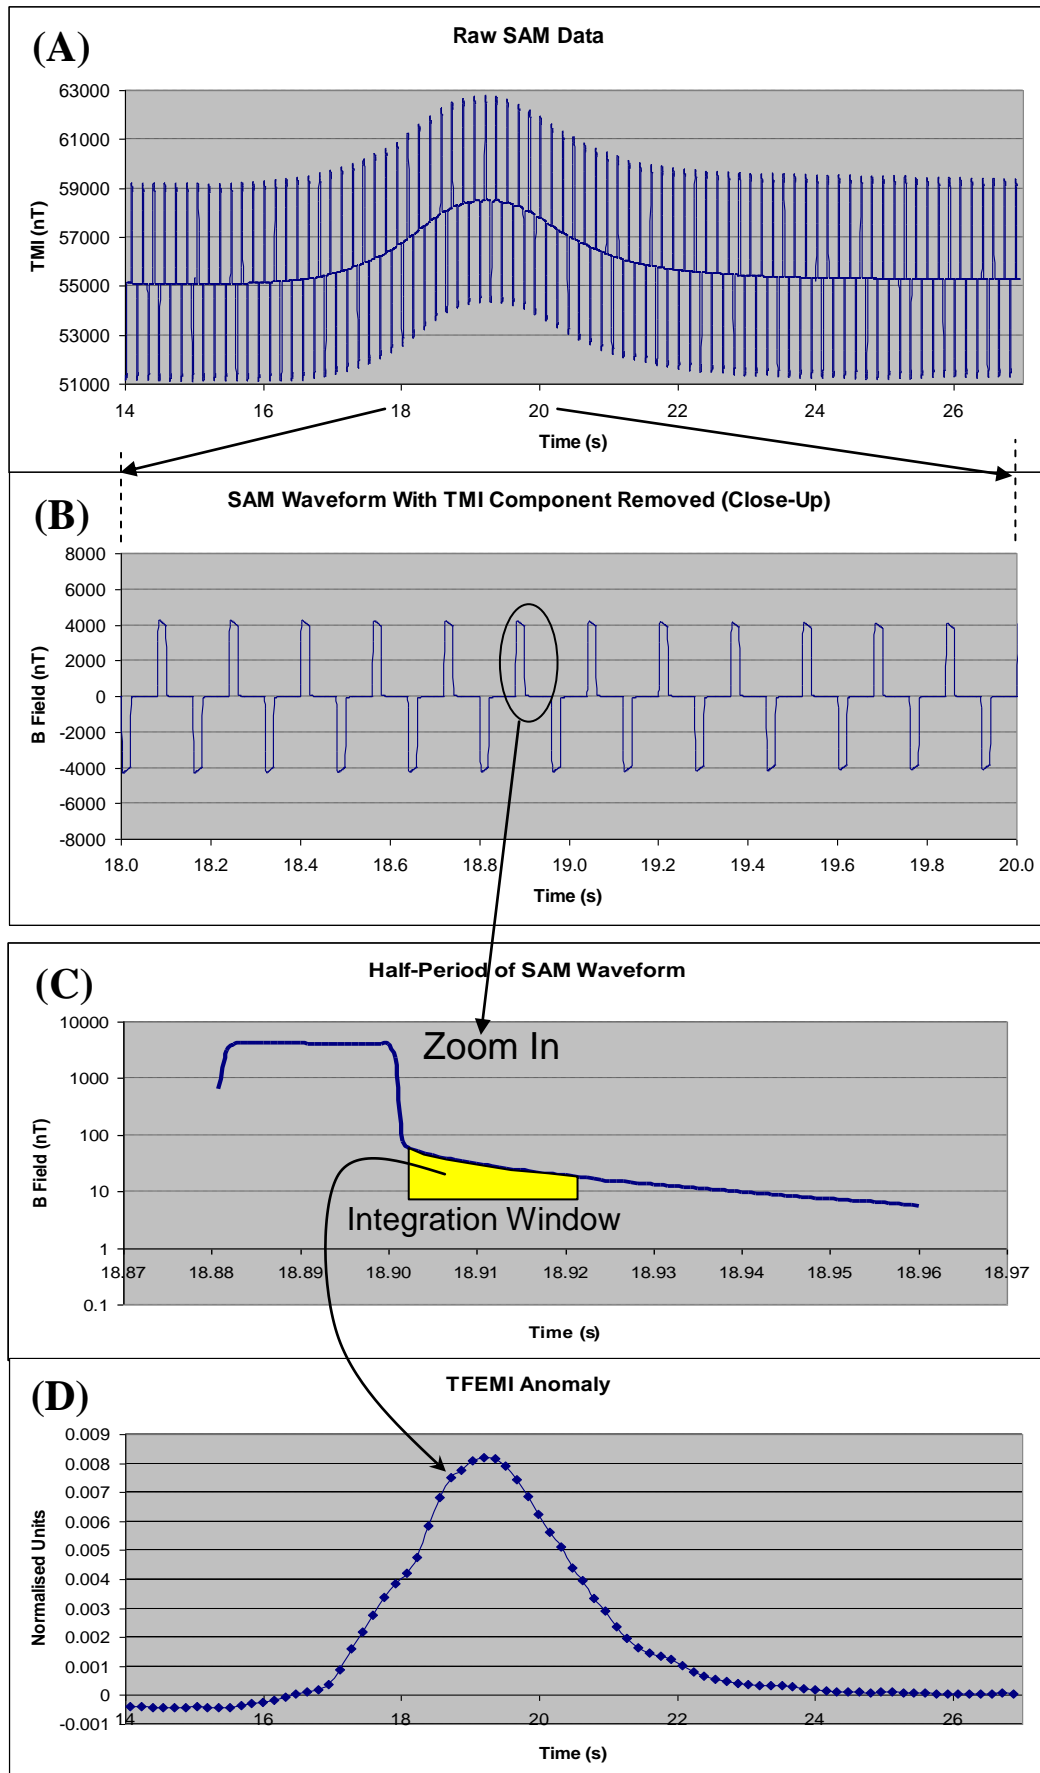 (A)
Raw SAM Data
63000
61000
59000
57000
55000
53000
51000
TMI (nT)
14 16 18 20 22 24 26
Time (s)
(B)
SAM Waveform With TMI Component Removed (Close-Up)
8000
6000
4000
2000
0
-2000
-4000
-6000
-8000
B Field (nT)
18.0 18.2 18.4 18.6 18.8 19.0 19.2 19.4 19.6 19.8 20.0
Time (s)
(C)
Half-Period of SAM Waveform
10000
1000
100
10
1
0.1
B Field (nT)
Zoom In
Integration Window
18.87 18.88 18.89 18.90 18.91 18.92 18.93 18.94 18.95 18.96 18.97
Time (s)
(D)
TFEMI Anomaly
0.009
0.008
0.007
0.006
0.005
0.004
0.003
0.002
0.001
0
-0.001
Normalised Units
14 16 18 20 22 24 26
Time (s)